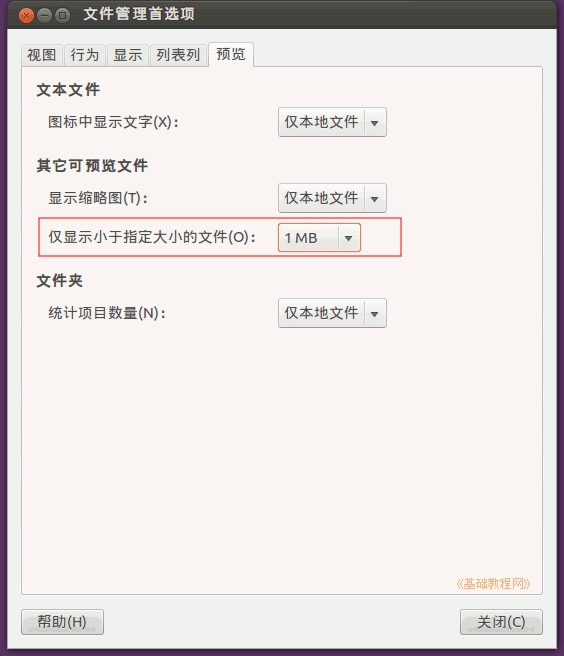 文件管理首选项
视图 行为 显示 列表列 预览
文本文件
图标中显示文字(X)： 仅本地文件
其它可预览文件
显示缩略图(T)： 仅本地文件
仅显示小于指定大小的文件(O)： 1 MB
文件夹
统计项目数量(N)： 仅本地文件
《基础教程网》
帮助(H) 关闭(C)